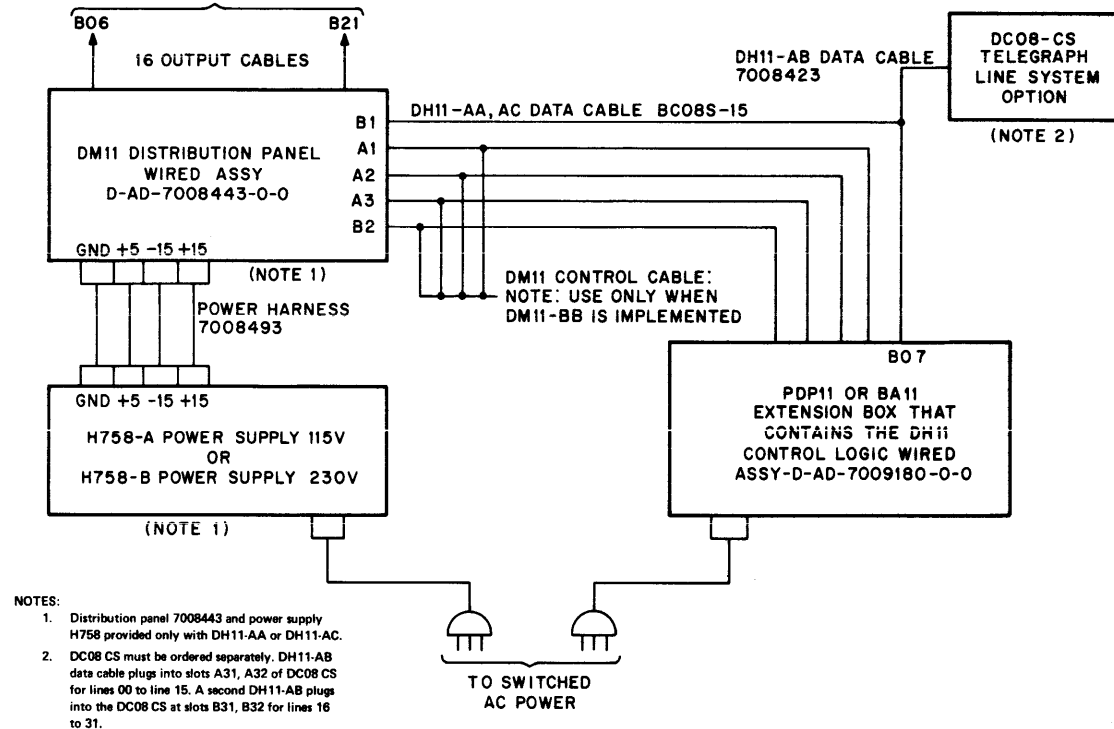 B06
B21
16 OUTPUT CABLES
DC08-CS
TELEGRAPH
LINE SYSTEM
OPTION
(NOTE 2)
DH11-AB DATA CABLE
7008423
DH11-AA, AC DATA CABLE BC08S-15
DM11 DISTRIBUTION PANEL
WIRED ASSY
D-AD-7008443-0-0
B1
A1
A2
A3
B2
GND +5 -15 +15
(NOTE 1)
POWER HARNESS
7008493
DM11 CONTROL CABLE:
NOTE: USE ONLY WHEN
DM11-BB IS IMPLEMENTED
GND +5 -15 +15
H758-A POWER SUPPLY 115V
OR
H758-B POWER SUPPLY 230V
(NOTE 1)
B07
PDP11 OR BA11
EXTENSION BOX THAT
CONTAINS THE DH11
CONTROL LOGIC WIRED
ASSY-D-AD-7009180-0-0
TO SWITCHED
AC POWER
NOTES:
1. Distribution panel 7008443 and power supply
H758 provided only with DH11-AA or DH11-AC.
2. DC08 CS must be ordered separately. DH11-AB
data cable plugs into slots A31, A32 of DC08 CS
for lines 00 to line 15. A second DH11-AB plugs
into the DC08 CS at slots B31, B32 for lines 16
to 31.